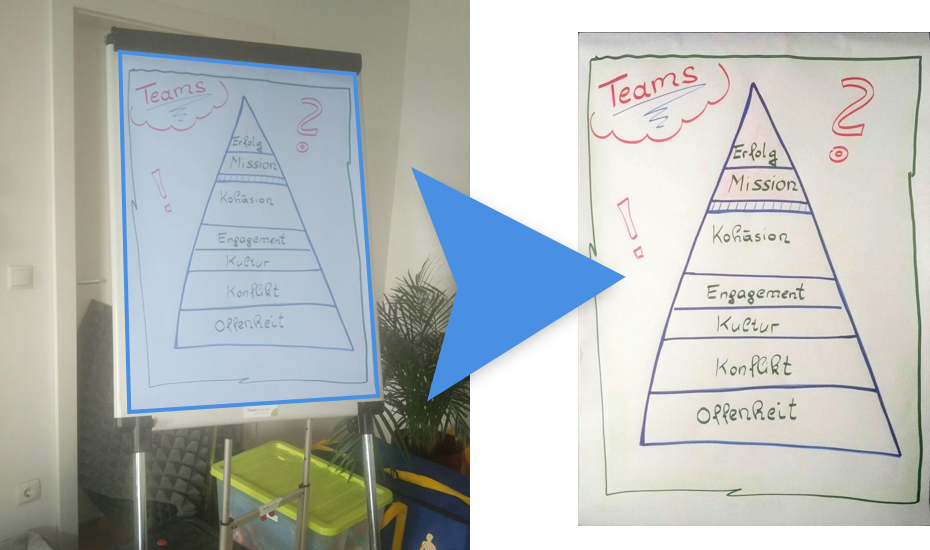 Teams
?
!
Erfolg
Mission
Kohäsion
Engagement
Kultur
Konflikt
Offenheit
Teams
?
!
Erfolg
Mission
Kohäsion
Engagement
Kultur
Konflikt
Offenheit